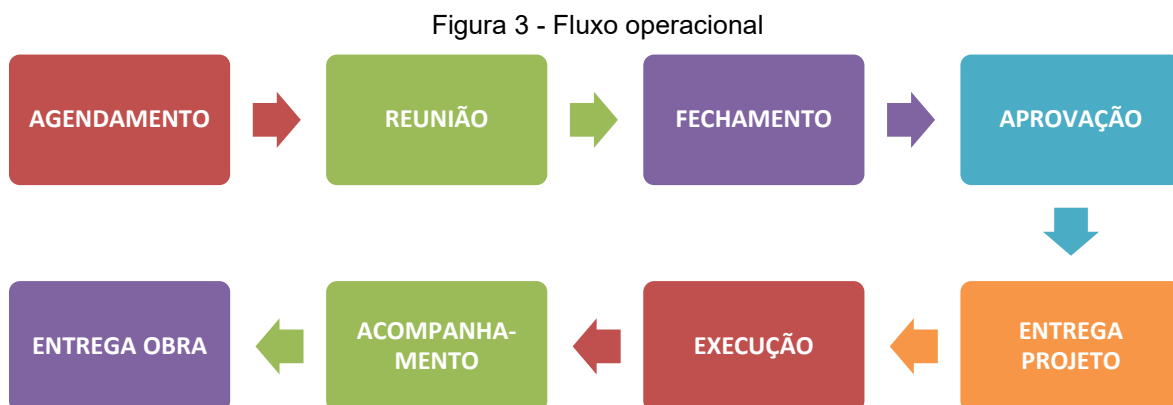 Figura 3 - Fluxo operacional
AGENDAMENTO
REUNIÃO
FECHAMENTO
APROVAÇÃO
ENTREGA
PROJETO
EXECUÇÃO
ACOMPANHA-
MENTO
ENTREGA OBRA